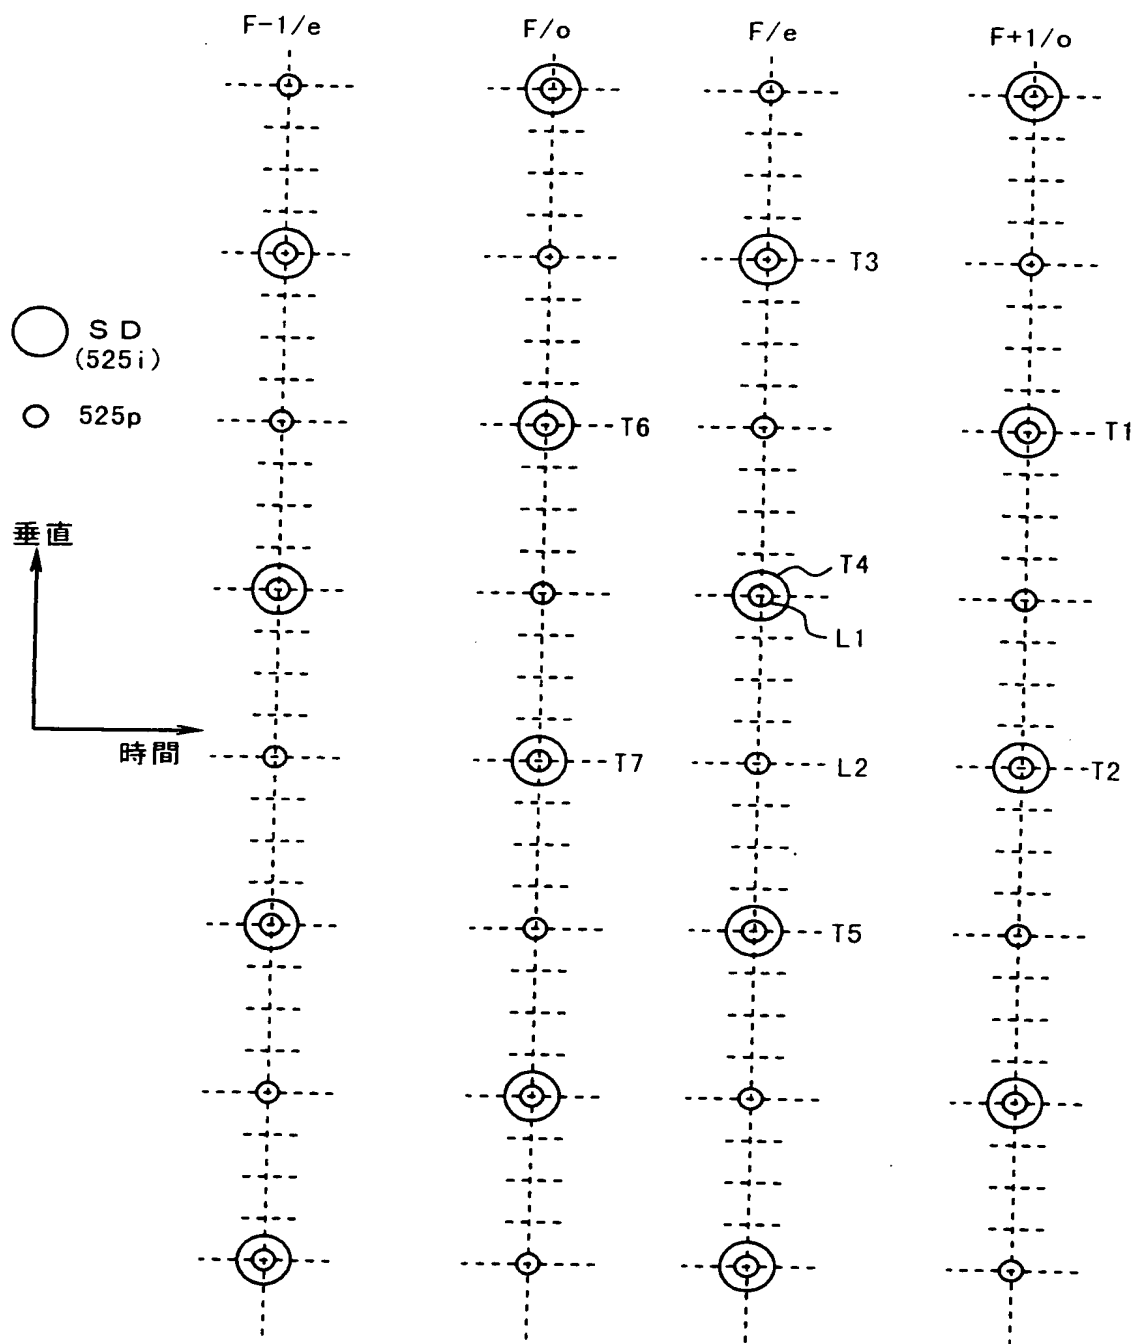 F-1/e F/o F/e F+1/o
T3
SD
(525i)
525p
T6 T1
垂直
T4
L1
時間
T7 L2 T2
T5